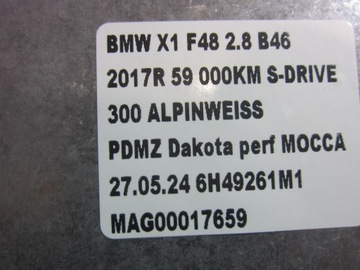 BMW X1 F48 2.8 B46
2017R 59 000KM S-DRIVE
300 ALPINWEISS
PDMZ Dakota perf MOCCA
27.05.24 6H49261M1
MAG00017659